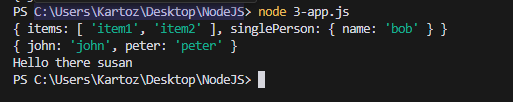 PS C:\Users\Kartoz\Desktop\NodeJS> node 3-app.js
{ items: [ 'item1', 'item2' ], singlePerson: { name: 'bob' } }
{ john: 'john', peter: 'peter' }
Hello there susan
PS C:\Users\Kartoz\Desktop\NodeJS>